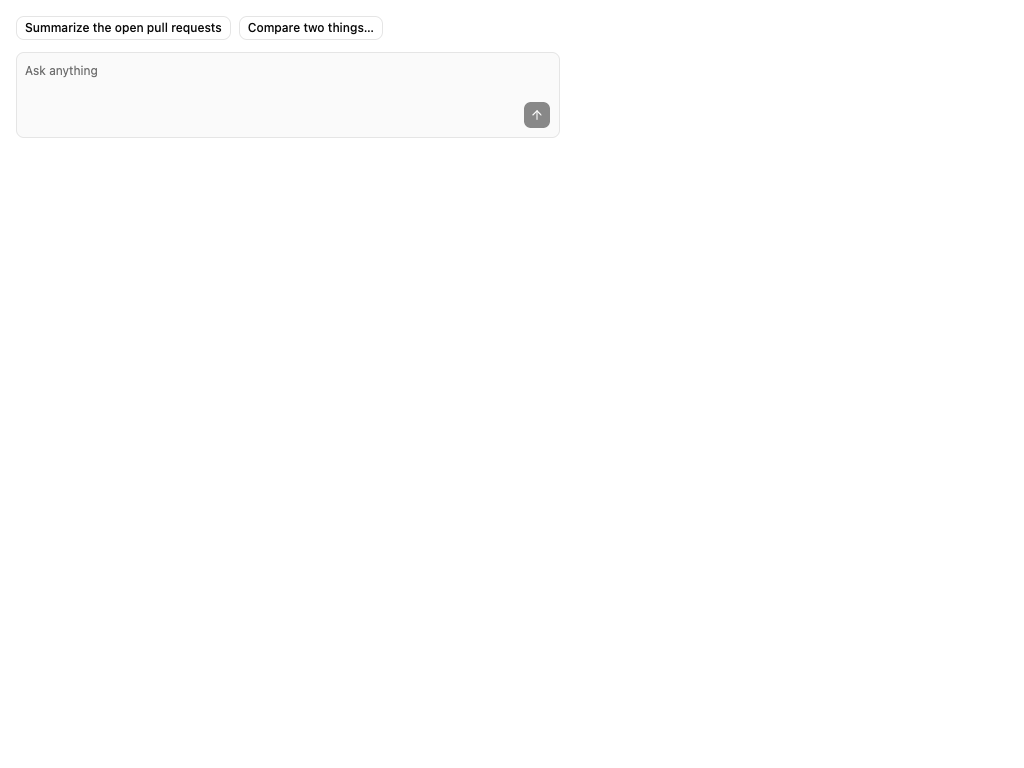 Summarize the open pull requests
Compare two things...
Ask anything